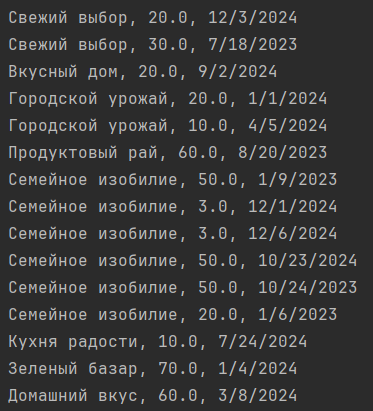 Свежий выбор, 20.0, 12/3/2024
Свежий выбор, 30.0, 7/18/2023
Вкусный дом, 20.0, 9/2/2024
Городской урожай, 20.0, 1/1/2024
Городской урожай, 10.0, 4/5/2024
Продуктовый рай, 60.0, 8/20/2023
Семейное изобилие, 50.0, 1/9/2023
Семейное изобилие, 3.0, 12/1/2024
Семейное изобилие, 3.0, 12/6/2024
Семейное изобилие, 50.0, 10/23/2024
Семейное изобилие, 50.0, 10/24/2023
Семейное изобилие, 20.0, 1/6/2023
Кухня радости, 10.0, 7/24/2024
Зеленый базар, 70.0, 1/4/2024
Домашний вкус, 60.0, 3/8/2024